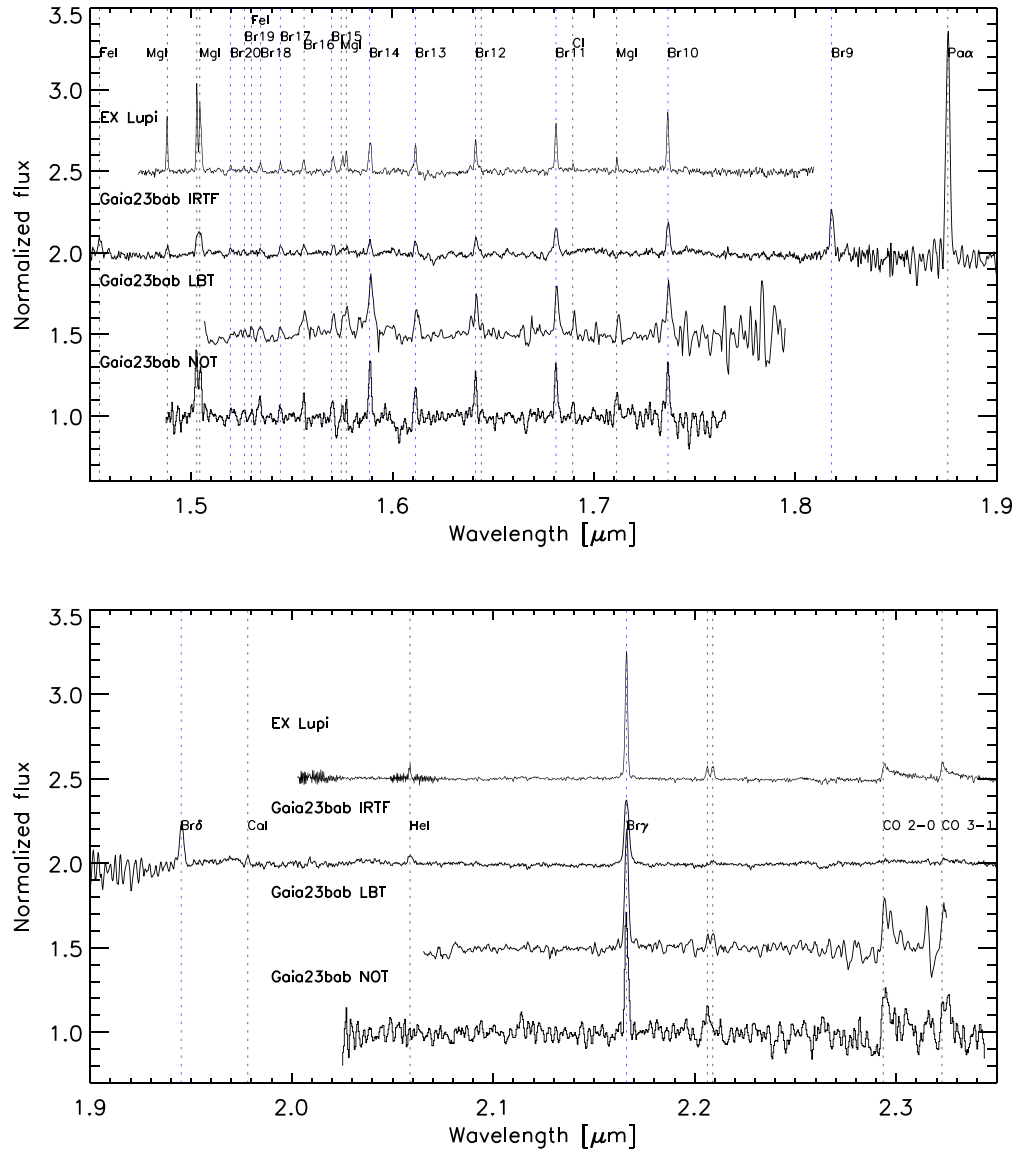 3.5
3.0
2.5
2.0
1.5
1.0
Normalized flux
FeI
Br19 Br17 Br15 CI
Br16 MgI
FeI MgI MgI Br20 Br18 Br14 Br13 Br12 Br11 MgI Br10 Br9 Paα
EX Lupi
Gaia23bab IRTF
Gaia23bab LBT
Gaia23bab NOT
1.5 1.6 1.7 1.8 1.9
Wavelength [μm]
3.5
3.0
2.5
2.0
1.5
1.0
Normalized flux
EX Lupi
Gaia23bab IRTF
Brδ CaI HeI Brγ CO 2-0 CO 3-1
Gaia23bab LBT
Gaia23bab NOT
1.9 2.0 2.1 2.2 2.3
Wavelength [μm]